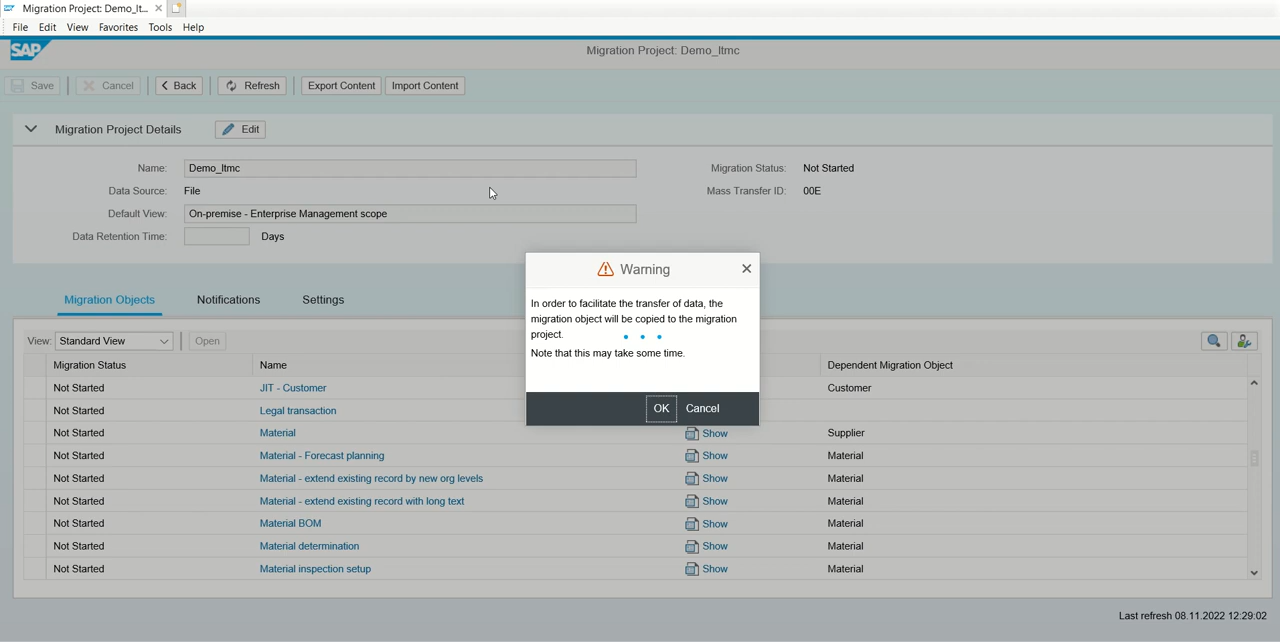 Migration Project: Demo_lt...
File Edit View Favorites Tools Help
SAP
Migration Project: Demo_ltmc
Save Cancel Back Refresh Export Content Import Content
Migration Project Details Edit
Name: Demo_ltmc Migration Status: Not Started
Data Source: File Mass Transfer ID: 00E
Default View: On-premise - Enterprise Management scope
Data Retention Time: Days
Warning
In order to facilitate the transfer of data, the
migration object will be copied to the migration
project.
Note that this may take some time.
OK Cancel
Migration Objects Notifications Settings
View: Standard View Open
Migration Status Name Dependent Migration Object
Not Started JIT - Customer Customer
Not Started Legal transaction
Not Started Material Show Supplier
Not Started Material - Forecast planning Show Material
Not Started Material - extend existing record by new org levels Show Material
Not Started Material - extend existing record with long text Show Material
Not Started Material BOM Show Material
Not Started Material determination Show Material
Not Started Material inspection setup Show Material
Last refresh 08.11.2022 12:29:02